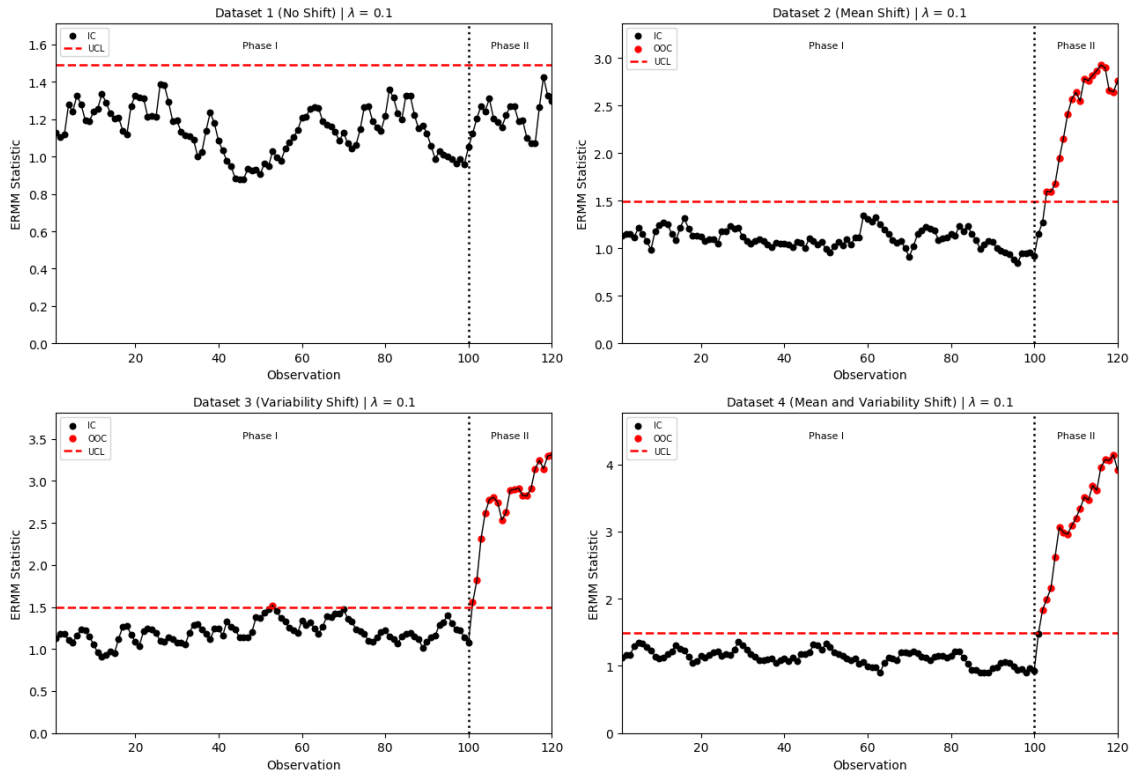 Dataset 1 (No Shift) | λ = 0.1
IC
UCL
Phase I
Phase II
ERMM Statistic
1.6
1.4
1.2
1.0
0.8
0.6
0.4
0.2
0.0
20
40
60
80
100
120
Observation
Dataset 2 (Mean Shift) | λ = 0.1
IC
OOC
UCL
Phase I
Phase II
ERMM Statistic
3.0
2.5
2.0
1.5
1.0
0.5
0.0
20
40
60
80
100
120
Observation
Dataset 3 (Variability Shift) | λ = 0.1
IC
OOC
UCL
Phase I
Phase II
ERMM Statistic
3.5
3.0
2.5
2.0
1.5
1.0
0.5
0.0
20
40
60
80
100
120
Observation
Dataset 4 (Mean and Variability Shift) | λ = 0.1
IC
OOC
UCL
Phase I
Phase II
ERMM Statistic
4
3
2
1
0
20
40
60
80
100
120
Observation